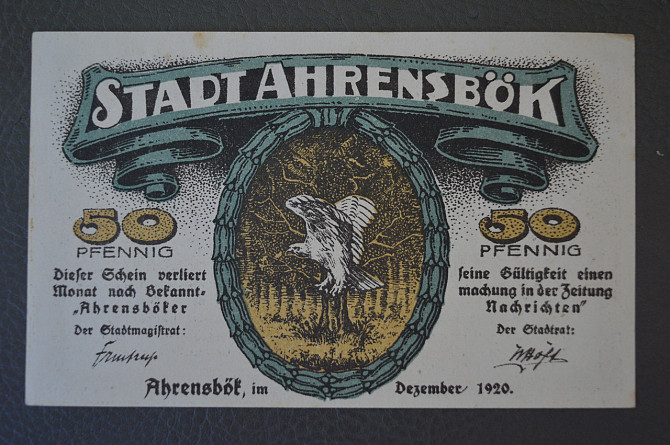 STADT AHRENSBÖK
50 50
PFENNIG PFENNIG
Dieser Schein verliert seine Gültigkeit einen
Monat nach Bekannt- machung in der Zeitung
„Ahrensböker Nachrichten"
Der Stadtmagistrat: Der Stadtrat:
Ahrensbök, im Dezember 1920.